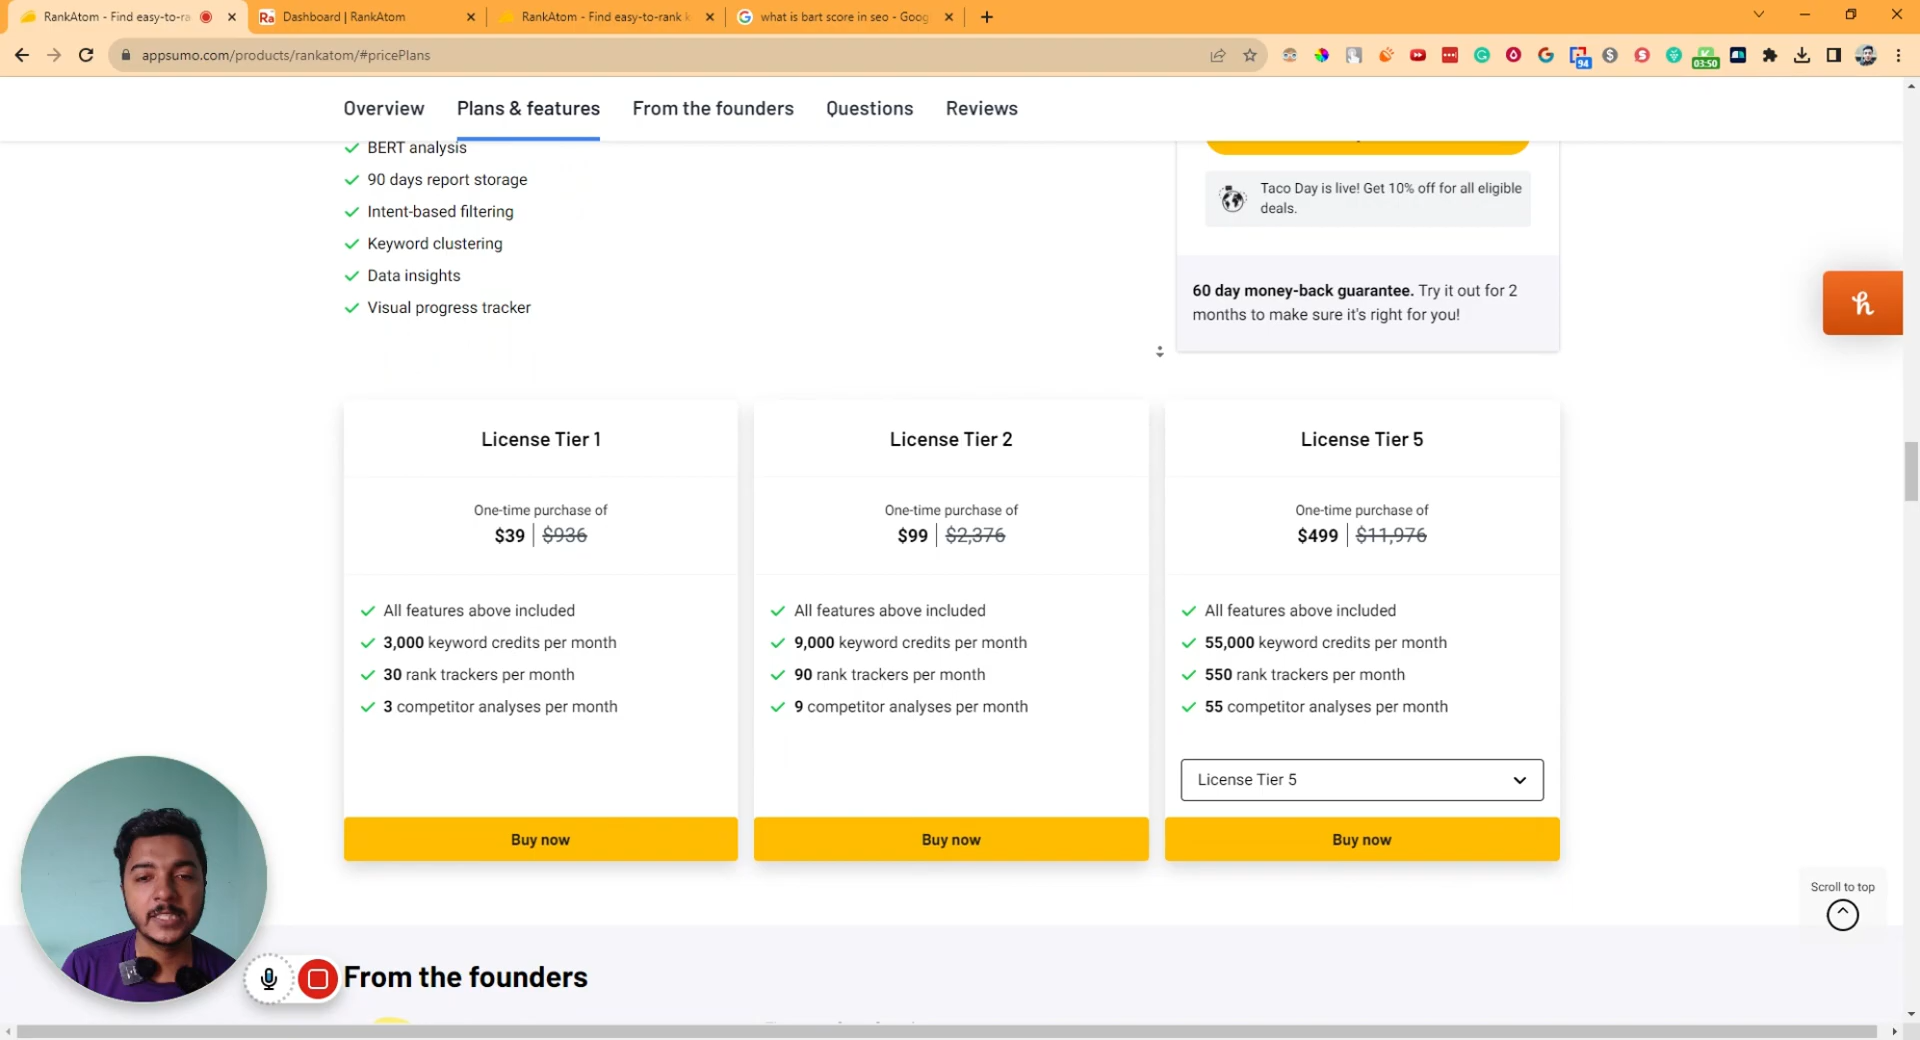 RankAtom - Find easy-to-ra
Dashboard | RankAtom
RankAtom - Find easy-to-rank k
what is bart score in seo - Goog
appsumo.com/products/rankatom/#pricePlans
94
03:50
Overview
Plans & features
From the founders
Questions
Reviews
BERT analysis
90 days report storage
Intent-based filtering
Keyword clustering
Data insights
Visual progress tracker
Taco Day is live! Get 10% off for all eligible
deals.
60 day money-back guarantee. Try it out for 2
months to make sure it's right for you!
License Tier 1
One-time purchase of
$39 | $936
All features above included
3,000 keyword credits per month
30 rank trackers per month
3 competitor analyses per month
Buy now
License Tier 2
One-time purchase of
$99 | $2,376
All features above included
9,000 keyword credits per month
90 rank trackers per month
9 competitor analyses per month
Buy now
License Tier 5
One-time purchase of
$499 | $11,976
All features above included
55,000 keyword credits per month
550 rank trackers per month
55 competitor analyses per month
License Tier 5
Buy now
Scroll to top
From the founders